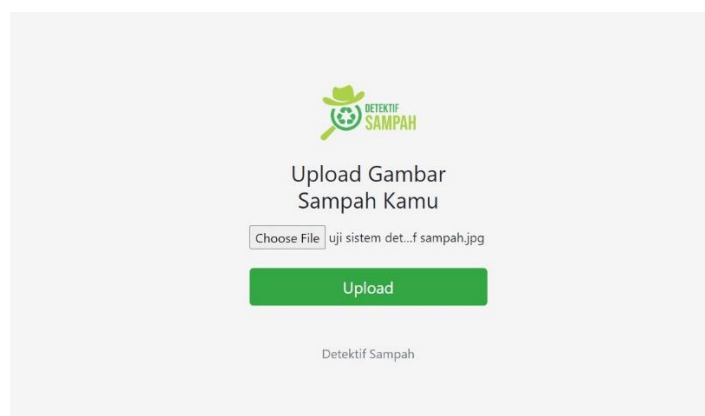 DETEKTIF
SAMPAH
Upload Gambar
Sampah Kamu
Choose File uji sistem det...f sampah.jpg
Upload
Detektif Sampah